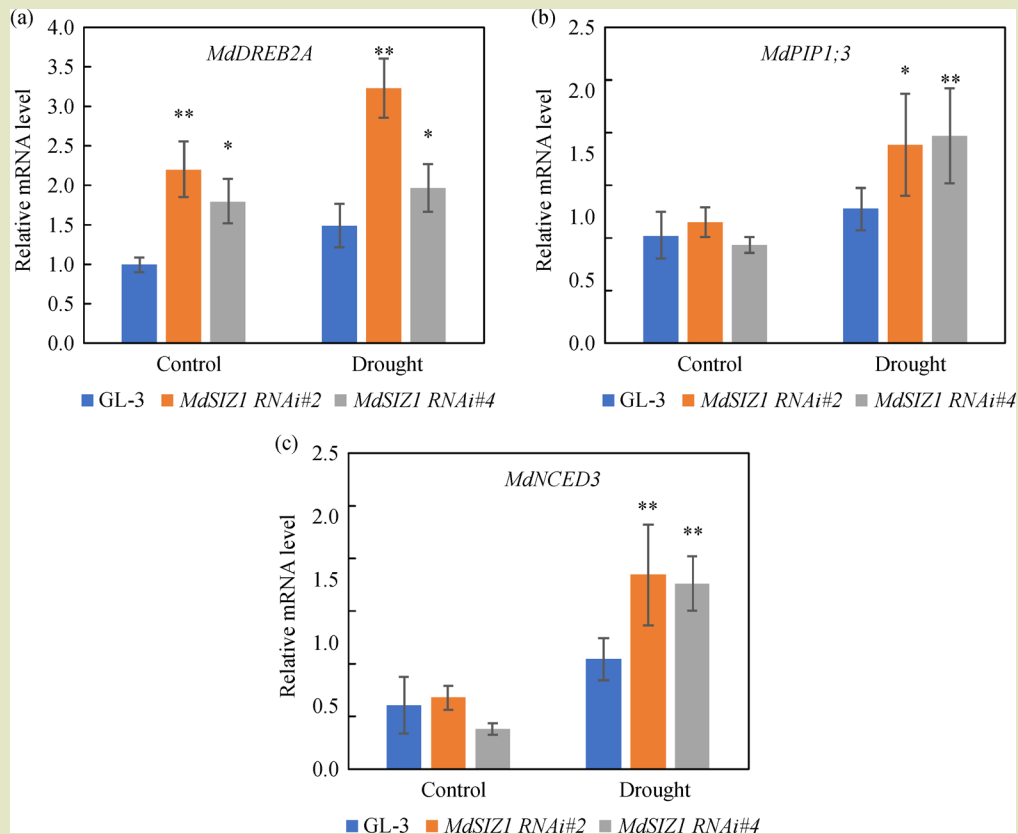 (a)
MdDREB2A
Relative mRNA level
4.0
3.5
3.0
2.5
2.0
1.5
1.0
0.5
0.0
**
*
**
*
Control Drought
GL-3 MdSIZ1 RNAi#2 MdSIZ1 RNAi#4
(b)
MdPIP1;3
Relative mRNA level
2.5
2.0
1.5
1.0
0.5
0.0
*
**
Control Drought
GL-3 MdSIZ1 RNAi#2 MdSIZ1 RNAi#4
(c)
MdNCED3
Relative mRNA level
2.5
2.0
1.5
1.0
0.5
0.0
**
**
Control Drought
GL-3 MdSIZ1 RNAi#2 MdSIZ1 RNAi#4